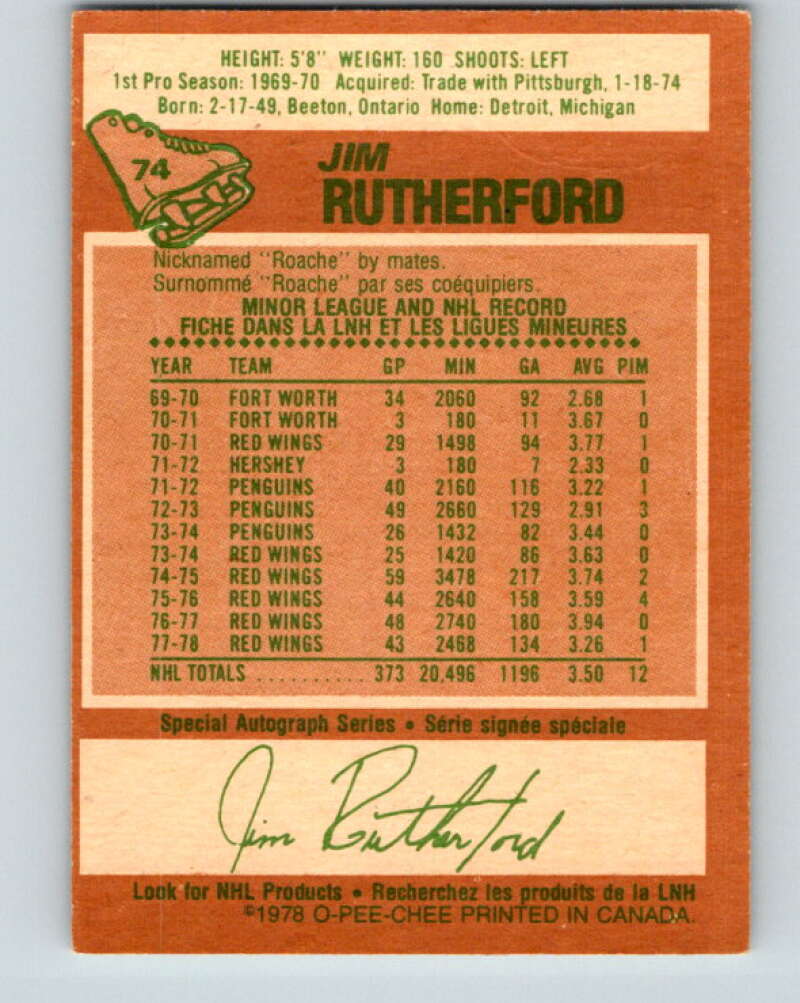 HEIGHT: 5'8" WEIGHT: 160 SHOOTS: LEFT
1st Pro Season: 1969-70 Acquired: Trade with Pittsburgh, 1-18-74
Born: 2-17-49, Beeton, Ontario Home: Detroit, Michigan
74
JIM
RUTHERFORD
Nicknamed "Roache" by mates.
Surnommé "Roache" par ses coéquipiers.
MINOR LEAGUE AND NHL RECORD
FICHE DANS LA LNH ET LES LIGUES MINEURES
YEAR TEAM GP MIN GA AVG PIM
69-70 FORT WORTH 34 2060 92 2.68 1
70-71 FORT WORTH 3 180 11 3.67 0
70-71 RED WINGS 29 1498 94 3.77 1
71-72 HERSHEY 3 180 7 2.33 0
71-72 PENGUINS 40 2160 116 3.22 1
72-73 PENGUINS 49 2660 129 2.91 3
73-74 PENGUINS 26 1432 82 3.44 0
73-74 RED WINGS 25 1420 86 3.63 0
74-75 RED WINGS 59 3478 217 3.74 2
75-76 RED WINGS 44 2640 158 3.59 4
76-77 RED WINGS 48 2740 180 3.94 0
77-78 RED WINGS 43 2468 134 3.26 1
NHL TOTALS .......... 373 20,496 1196 3.50 12
Special Autograph Series • Série signée spéciale
Jim Rutherford
Look for NHL Products • Recherchez les produits de la LNH
©1978 O-PEE-CHEE PRINTED IN CANADA.